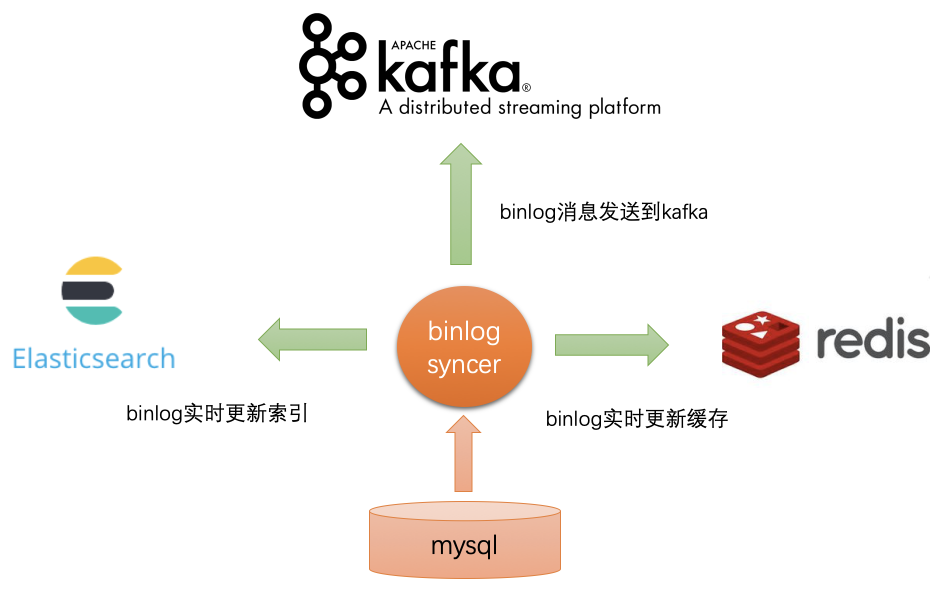 APACHE
kafka®
A distributed streaming platform
binlog消息发送到kafka
binlog
syncer
Elasticsearch
redis
binlog实时更新索引
binlog实时更新缓存
mysql